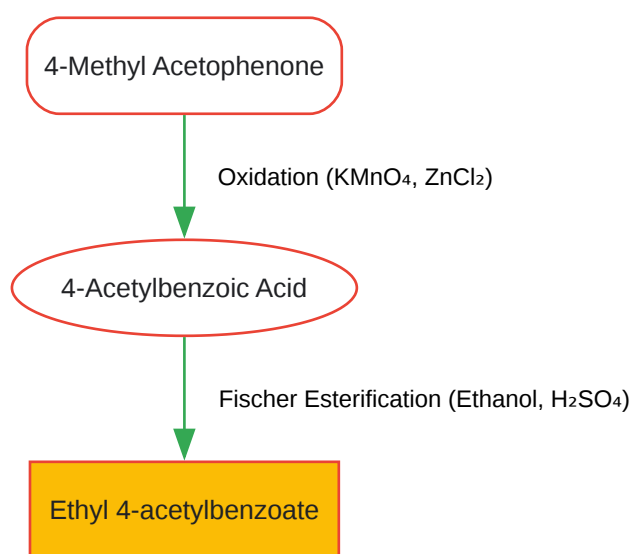 4-Methyl Acetophenone
Oxidation (KMnO₄, ZnCl₂)
4-Acetylbenzoic Acid
Fischer Esterification (Ethanol, H₂SO₄)
Ethyl 4-acetylbenzoate